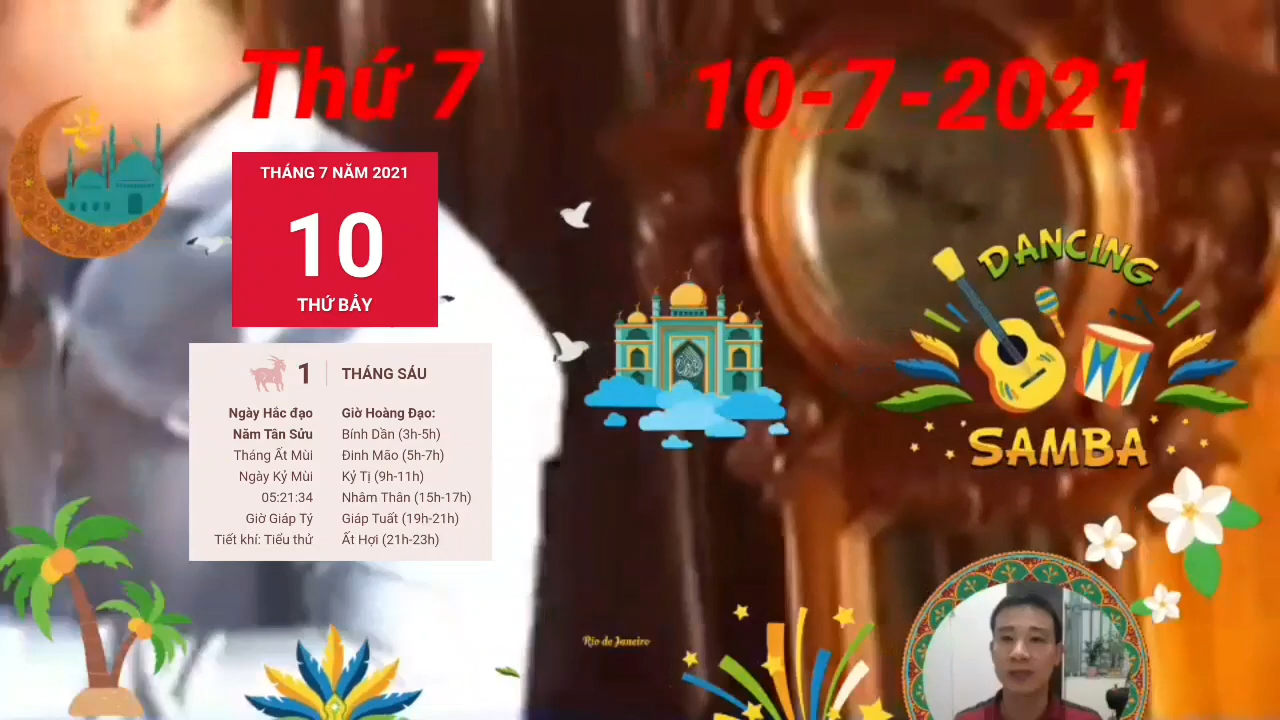 Thứ 7
10-7-2021
THÁNG 7 NĂM 2021
10
THỨ BẢY
1
THÁNG SÁU
Ngày Hắc đạo
Năm Tân Sửu
Tháng Ất Mùi
Ngày Kỷ Mùi
05:21:34
Giờ Giáp Tý
Tiết khí: Tiểu thử
Giờ Hoàng Đạo:
Bính Dần (3h-5h)
Đinh Mão (5h-7h)
Kỷ Tị (9h-11h)
Nhâm Thân (15h-17h)
Giáp Tuất (19h-21h)
Ất Hợi (21h-23h)
DANCING
SAMBA
Rio de Janeiro